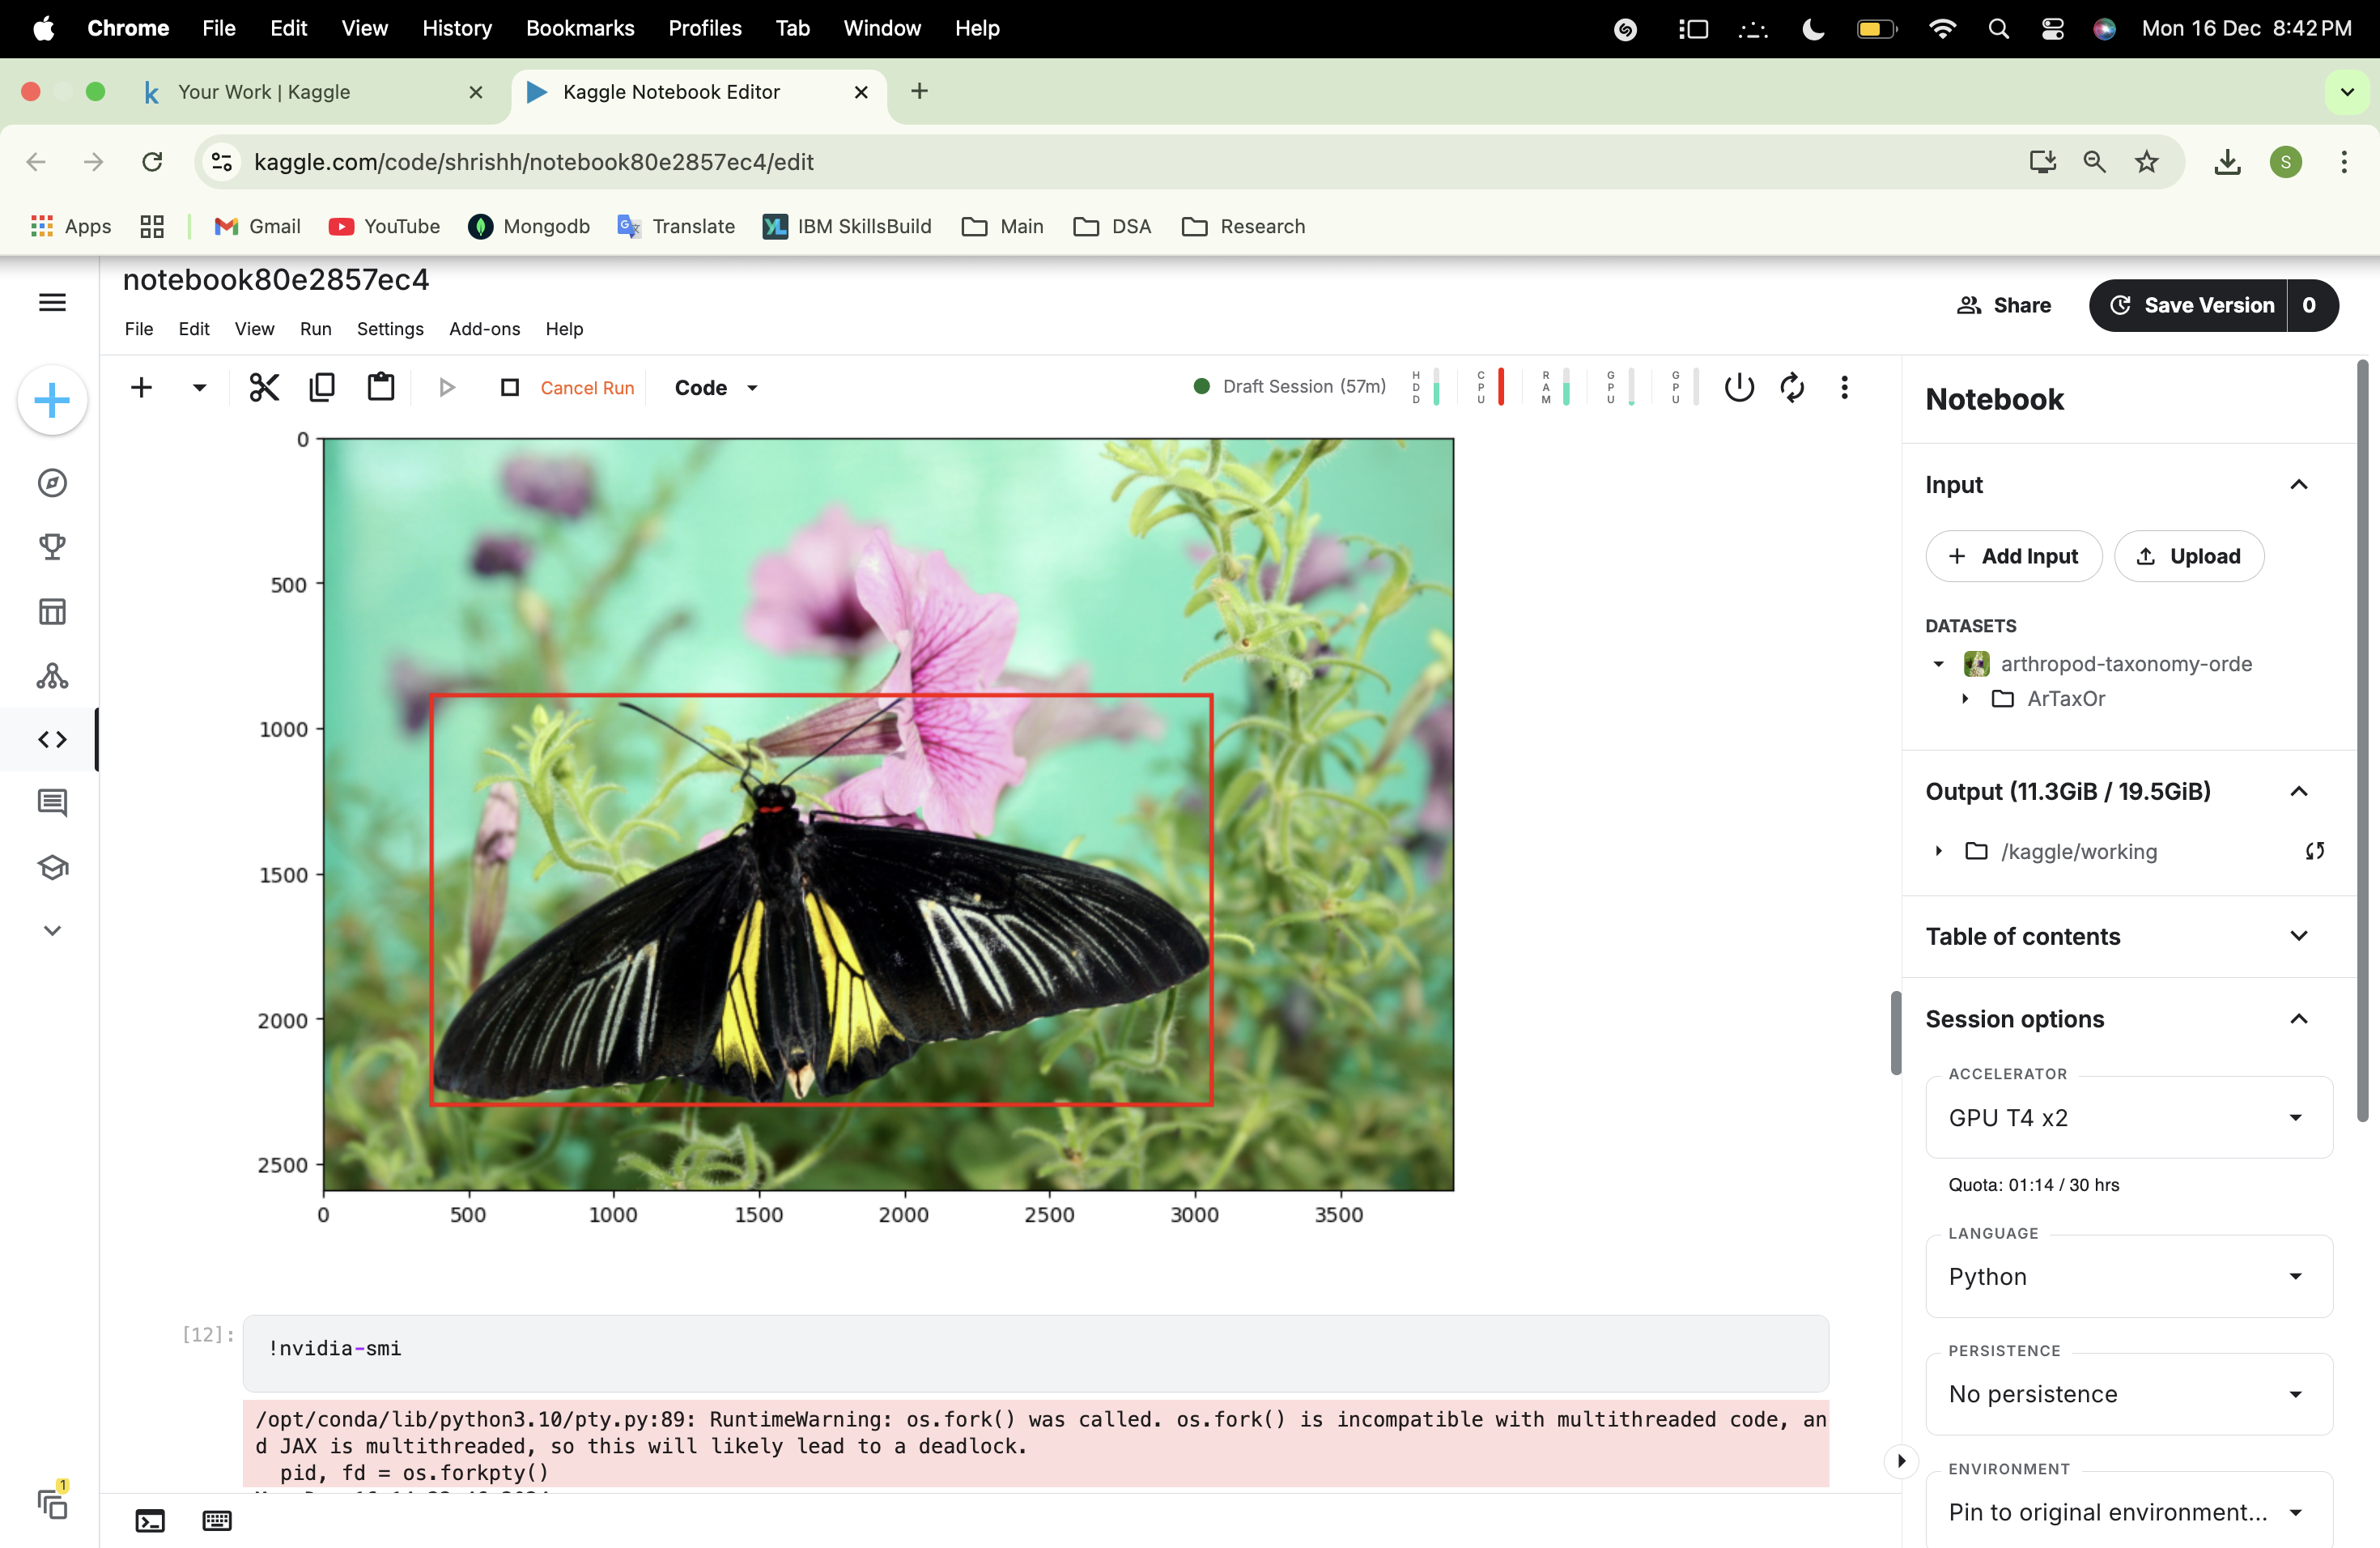 Chrome File Edit View History Bookmarks Profiles Tab Window Help Mon 16 Dec 8:42 PM
Your Work | Kaggle
Kaggle Notebook Editor
kaggle.com/code/shrishh/notebook80e2857ec4/edit
S
Apps Gmail YouTube Mongodb Translate IBM SkillsBuild Main DSA Research
notebook80e2857ec4
File Edit View Run Settings Add-ons Help
Share
Save Version 0
Cancel Run
Code
Draft Session (57m)
HDD CPU RAM GPU GPU
0
500
1000
1500
2000
2500
0 500 1000 1500 2000 2500 3000 3500
[12]:
!nvidia-smi
/opt/conda/lib/python3.10/pty.py:89: RuntimeWarning: os.fork() was called. os.fork() is incompatible with multithreaded code, an
d JAX is multithreaded, so this will likely lead to a deadlock.
pid, fd = os.forkpty()
1
Notebook
Input
Add Input
Upload
DATASETS
arthropod-taxonomy-orde
ArTaxOr
Output (11.3GiB / 19.5GiB)
/kaggle/working
Table of contents
Session options
ACCELERATOR
GPU T4 x2
Quota: 01:14 / 30 hrs
LANGUAGE
Python
PERSISTENCE
No persistence
ENVIRONMENT
Pin to original environment...